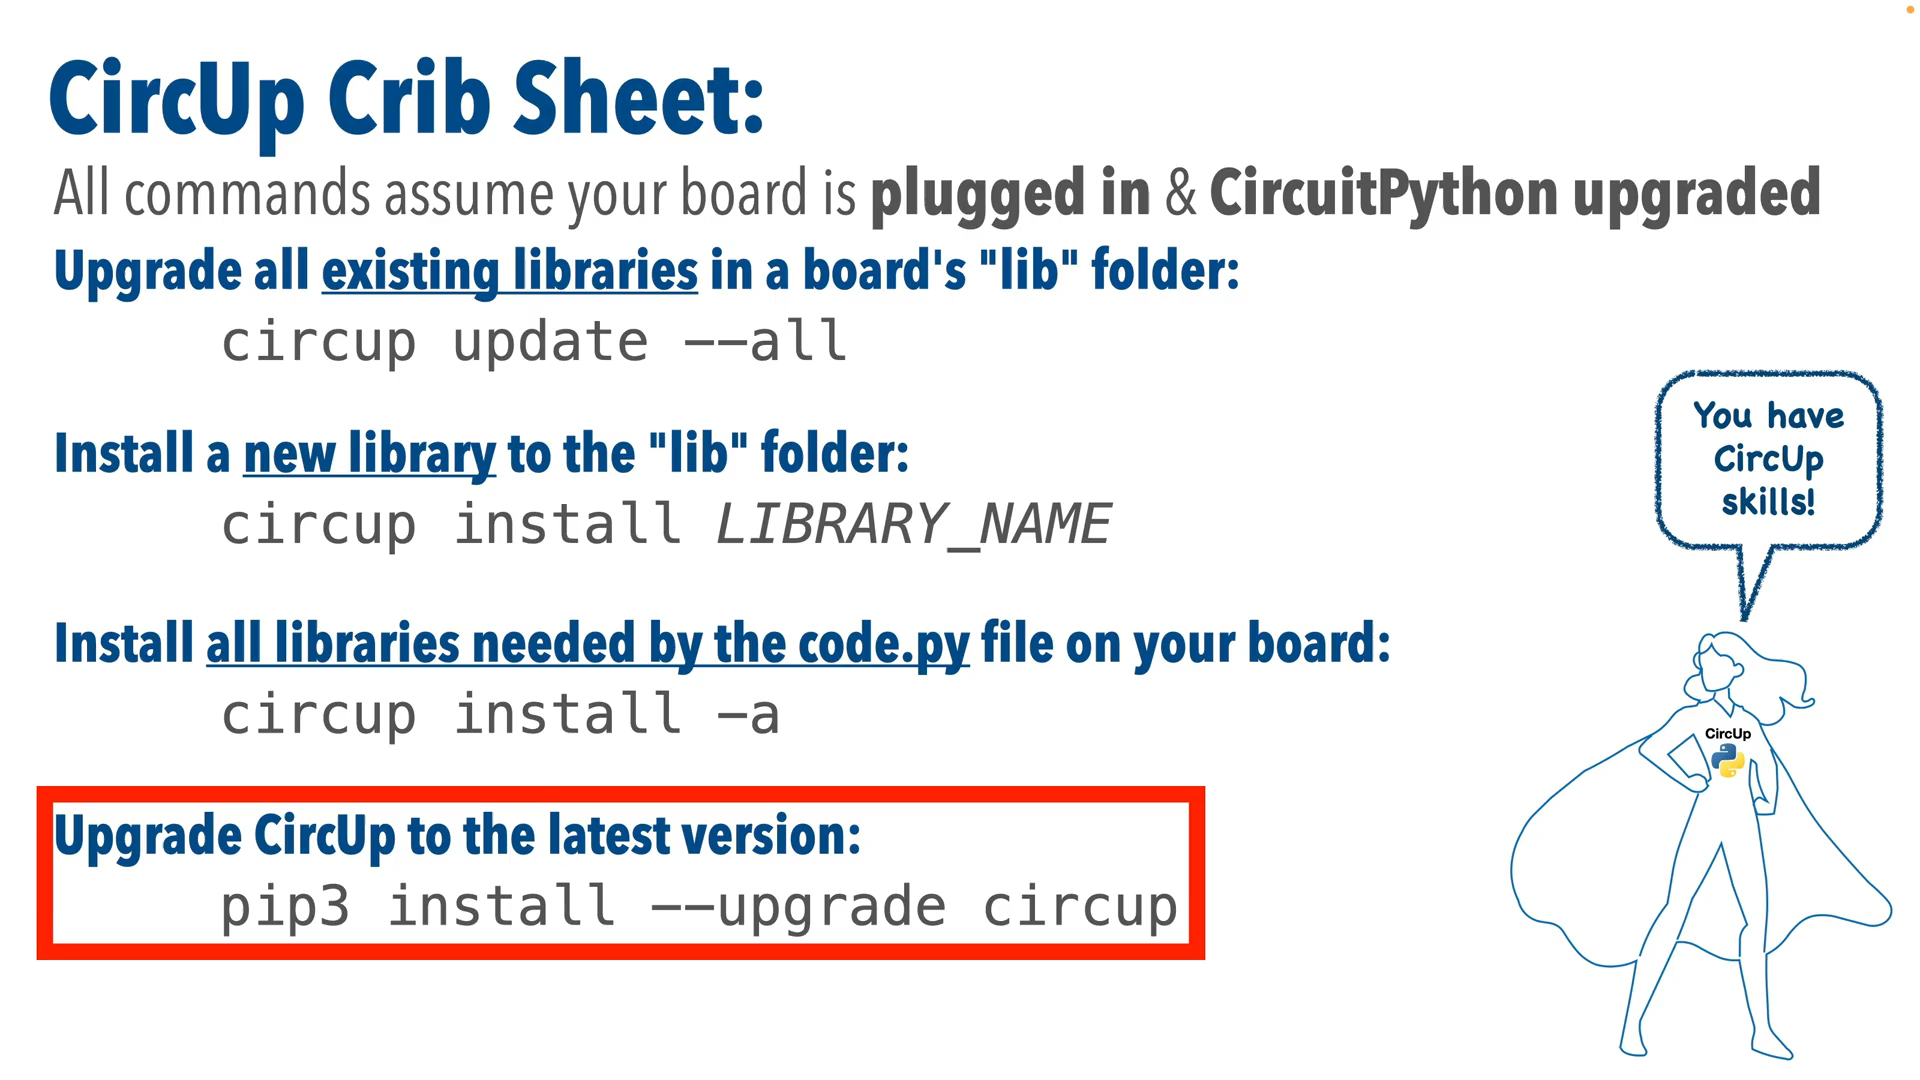 CircUp Crib Sheet:
All commands assume your board is plugged in & CircuitPython upgraded
Upgrade all existing libraries in a board's "lib" folder:
circup update --all
Install a new library to the "lib" folder:
circup install LIBRARY_NAME
Install all libraries needed by the code.py file on your board:
circup install -a
Upgrade CircUp to the latest version:
pip3 install --upgrade circup
You have
CircUp
skills!
CircUp